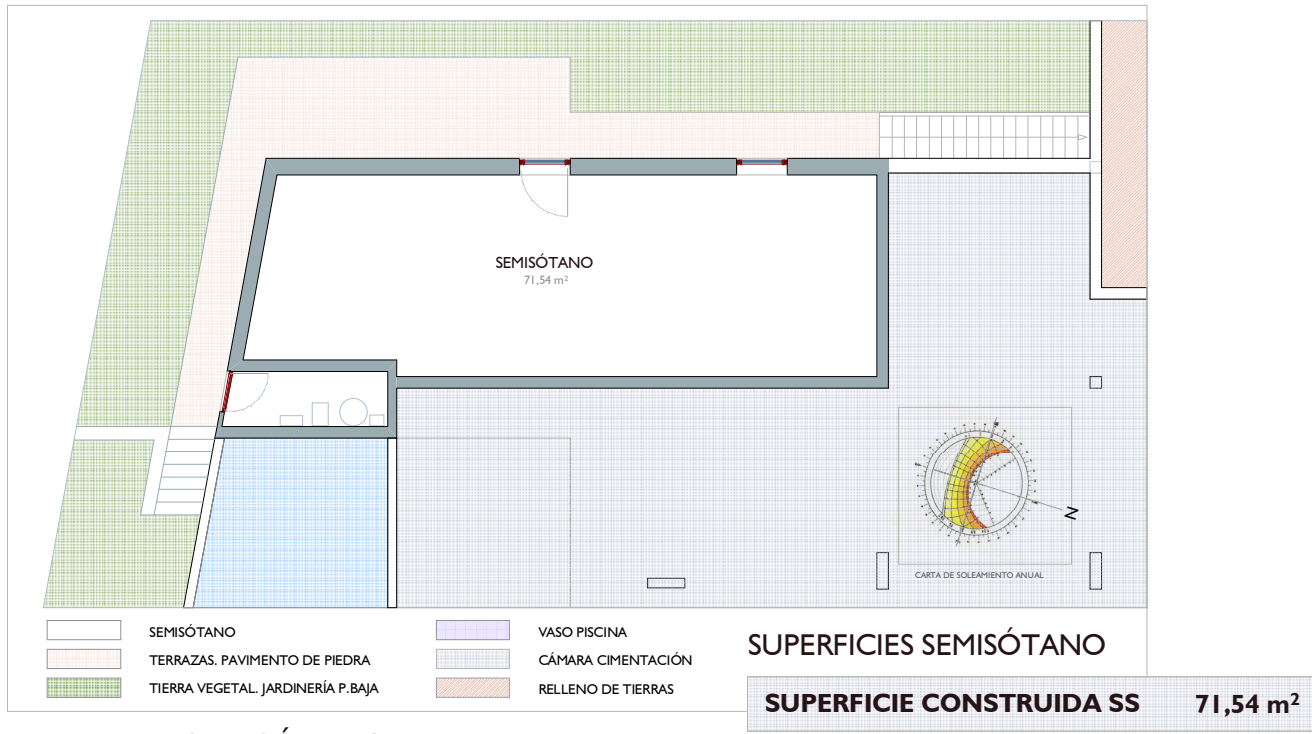 SEMISÓTANO
71,54 m²
N
CARTA DE SOLEAMIENTO ANUAL
SEMISÓTANO
TERRAZAS. PAVIMENTO DE PIEDRA
TIERRA VEGETAL. JARDINERÍA P.BAJA
VASO PISCINA
CÁMARA CIMENTACIÓN
RELLENO DE TIERRAS
SUPERFICIES SEMISÓTANO
SUPERFICIE CONSTRUIDA SS 71,54 m²